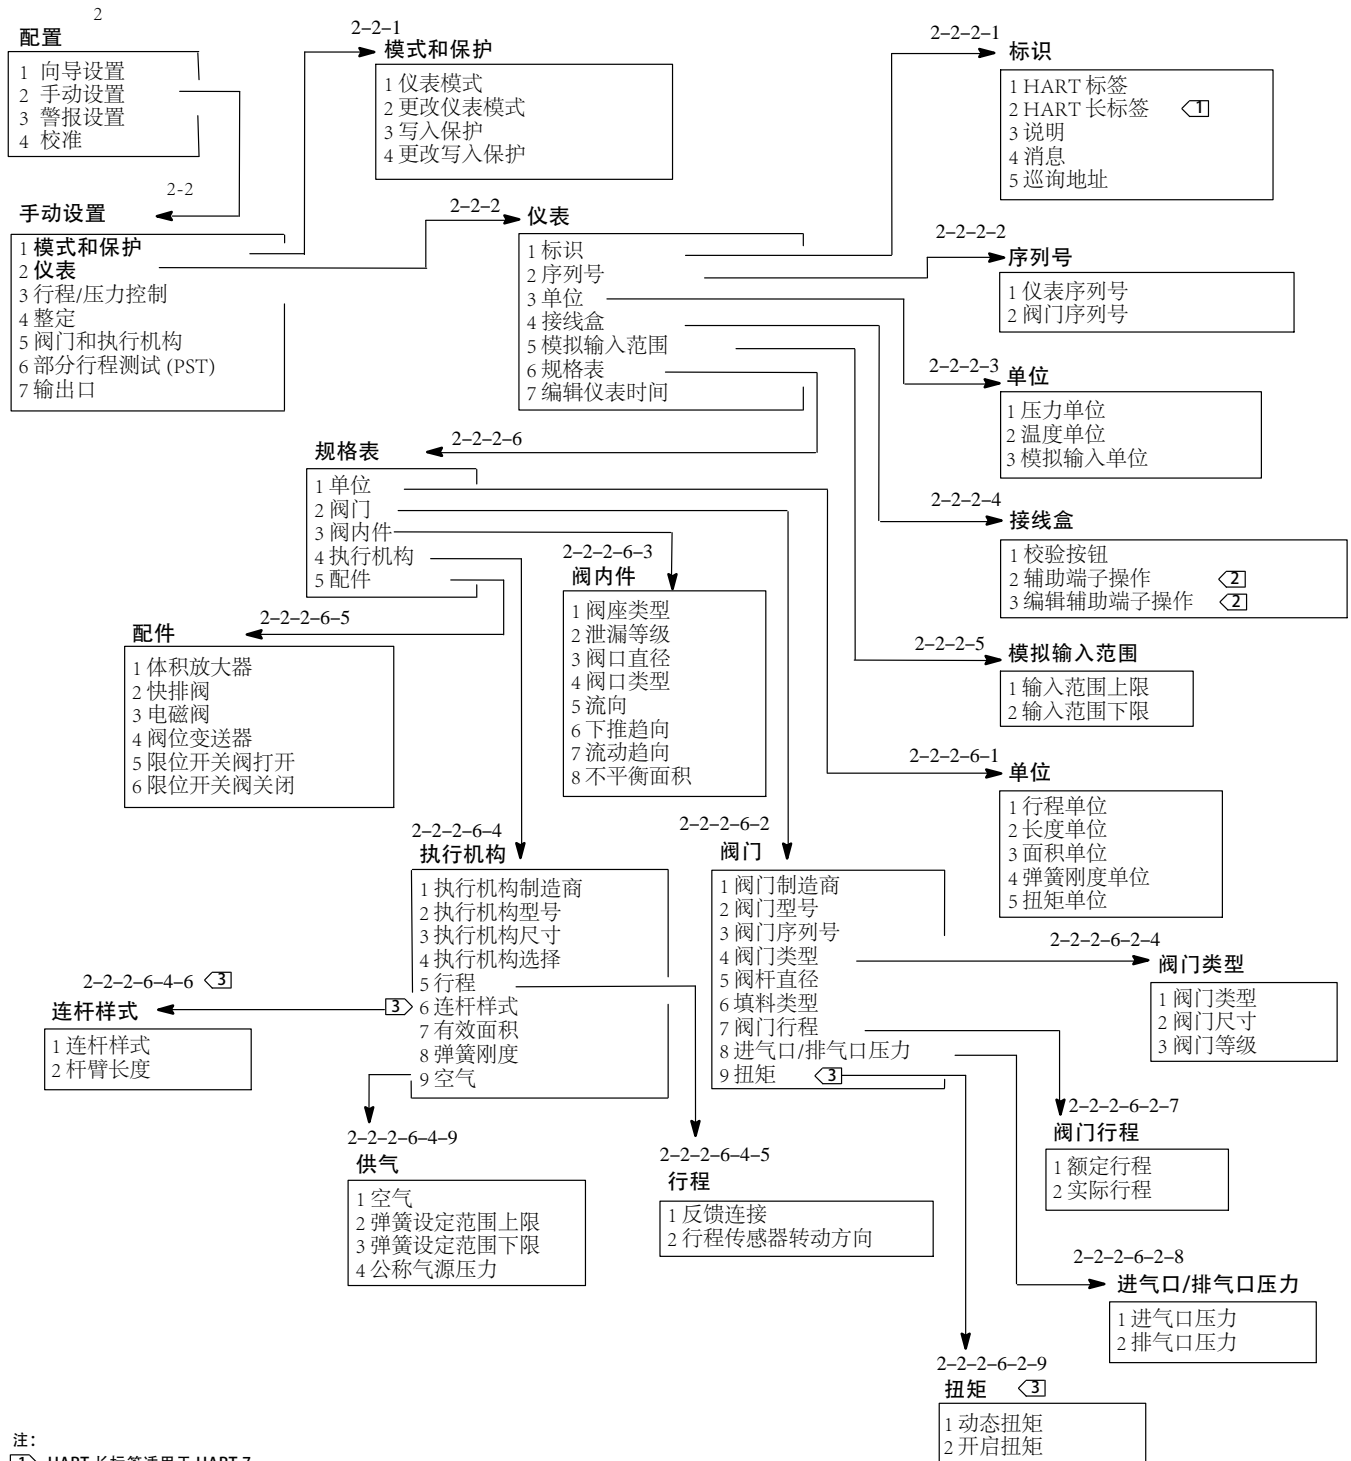 2
配置
1 向导设置
2 手动设置
3 警报设置
4 校准
2-2
手动设置
1 模式和保护
2 仪表
3 行程/压力控制
4 整定
5 阀门和执行机构
6 部分行程测试 (PST)
7 输出口
2-2-1
模式和保护
1 仪表模式
2 更改仪表模式
3 写入保护
4 更改写入保护
2-2-2
仪表
1 标识
2 序列号
3 单位
4 接线盒
5 模拟输入范围
6 规格表
7 编辑仪表时间
2-2-2-1
标识
1 HART 标签
2 HART 长标签 1
3 说明
4 消息
5 巡询地址
2-2-2-2
序列号
1 仪表序列号
2 阀门序列号
2-2-2-3
单位
1 压力单位
2 温度单位
3 模拟输入单位
2-2-2-4
接线盒
1 校验按钮
2 辅助端子操作 2
3 编辑辅助端子操作 2
2-2-2-5
模拟输入范围
1 输入范围上限
2 输入范围下限
2-2-2-6
规格表
1 单位
2 阀门
3 阀内件
4 执行机构
5 配件
2-2-2-6-5
配件
1 体积放大器
2 快排阀
3 电磁阀
4 阀位变送器
5 限位开关阀打开
6 限位开关阀关闭
2-2-2-6-3
阀内件
1 阀座类型
2 泄漏等级
3 阀口直径
4 阀口类型
5 流向
6 下推趋向
7 流动趋向
8 不平衡面积
2-2-2-6-1
单位
1 行程单位
2 长度单位
3 面积单位
4 弹簧刚度单位
5 扭矩单位
2-2-2-6-4
执行机构
1 执行机构制造商
2 执行机构型号
3 执行机构尺寸
4 执行机构选择
5 行程
3 6 连杆样式
7 有效面积
8 弹簧刚度
9 空气
2-2-2-6-2
阀门
1 阀门制造商
2 阀门型号
3 阀门序列号
4 阀门类型
5 阀杆直径
6 填料类型
7 阀门行程
8 进气口/排气口压力
9 扭矩 3
2-2-2-6-2-4
阀门类型
1 阀门类型
2 阀门尺寸
3 阀门等级
2-2-2-6-4-6 3
连杆样式
1 连杆样式
2 杆臂长度
2-2-2-6-4-9
供气
1 空气
2 弹簧设定范围上限
3 弹簧设定范围下限
4 公称气源压力
2-2-2-6-4-5
行程
1 反馈连接
2 行程传感器转动方向
2-2-2-6-2-7
阀门行程
1 额定行程
2 实际行程
2-2-2-6-2-8
进气口/排气口压力
1 进气口压力
2 排气口压力
2-2-2-6-2-9
扭矩 3
1 动态扭矩
2 开启扭矩
注:
1 HART 长标签适用于 HART 7